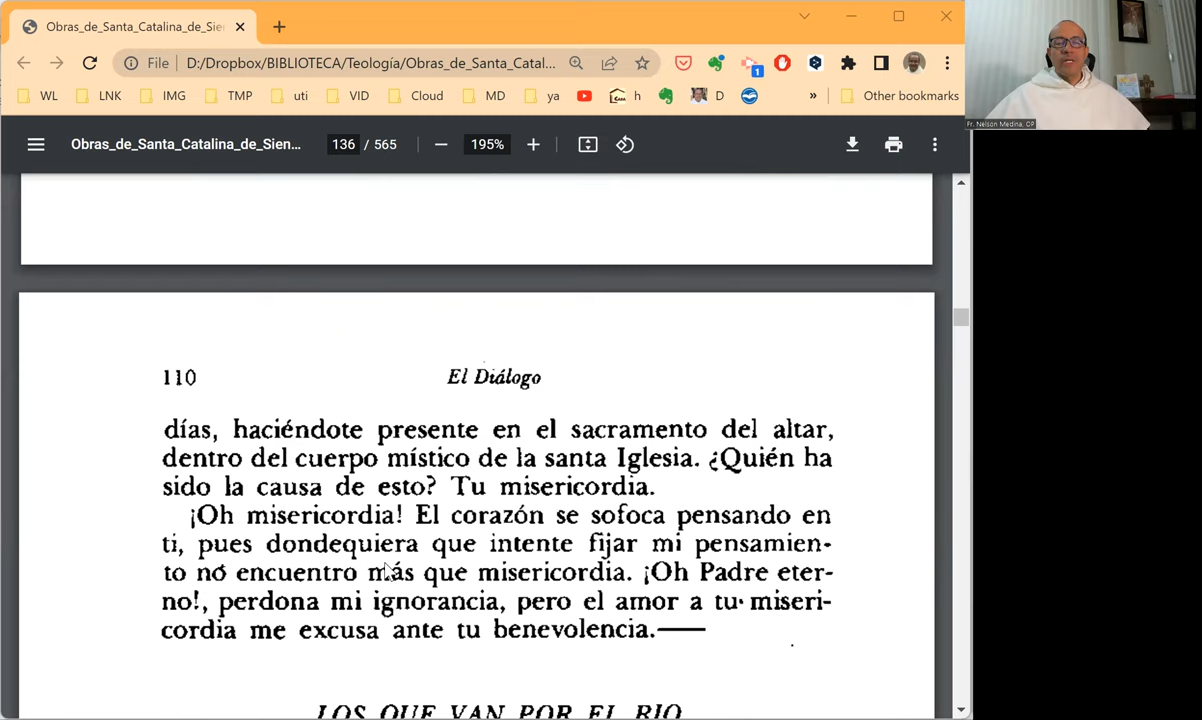 Obras_de_Santa_Catalina_de_Sie
File
D:/Dropbox/BIBLIOTECA/Teología/Obras_de_Santa_Catal...
1
WL
LNK
IMG
TMP
uti
VID
Cloud
MD
ya
h
D
»
Other bookmarks
Fr. Nelson Medina, OP
Obras_de_Santa_Catalina_de_Sien...
136 / 565
195%
110
El Diálogo
días, haciéndote presente en el sacramento del altar,
dentro del cuerpo místico de la santa Iglesia. ¿Quién ha
sido la causa de esto? Tu misericordia.
¡Oh misericordia! El corazón se sofoca pensando en
ti, pues dondequiera que intente fijar mi pensamien-
to no encuentro más que misericordia. ¡Oh Padre eter-
no!, perdona mi ignorancia, pero el amor a tu miseri-
cordia me excusa ante tu benevolencia.—
LOS QUE VAN POR EL RIO